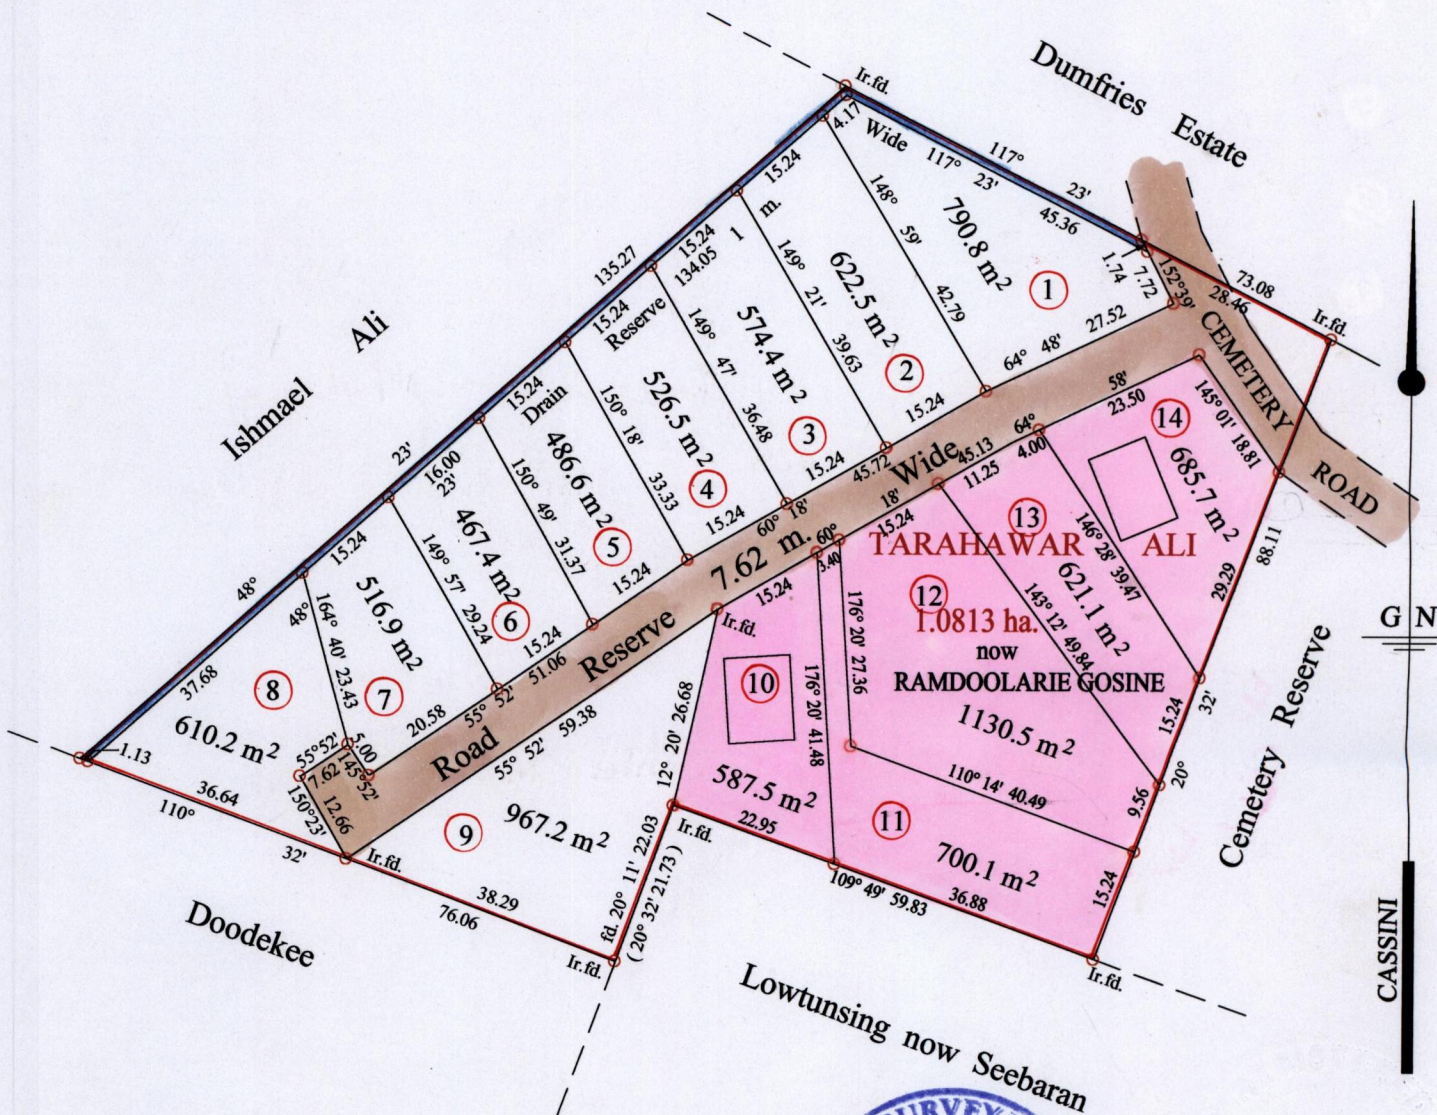 Ir.fd.
Dumfries Estate
4.17
Wide
117° 23'
117° 23'
45.36
15.24
m.
148° 59'
790.8 m²
1
1.74
7.72
152°39'
73.08
28.46
Ir.fd.
CEMETERY
ROAD
135.27
15.24
134.05
1
149° 21'
622.5 m²
42.79
27.52
64° 48'
Ali
15.24
Reserve
149° 47'
574.4 m²
39.63
2
15.24
58'
23.50
14
145° 01' 18.81
685.7 m²
Ishmael
15.24
Drain
150° 18'
526.5 m²
36.48
3
15.24
45.72
Wide
45.13
64°
4.00
23'
16.00
23'
150° 49'
486.6 m²
33.33
4
15.24
60° 18'
18'
11.25
13
146° 28' 39.47
15.24
149° 57'
467.4 m²
31.37
5
15.24
7.62 m.
60°
15.24
TARAHAWAR ALI
88.11
29.29
48°
48°
164° 40' 23.43
516.9 m²
29.24
6
15.24
51.06
Reserve
15.24
3.40
176° 20' 27.36
12
1.0813 ha.
now
RAMDOOLARIE GOSINE
143° 12' 49.84
621.1 m²
G N
Ir.fd.
37.68
8
7
20.58
55° 52'
59.38
10
176° 20' 41.48
1130.5 m²
15.24
32'
Cemetery Reserve
610.2 m²
1.13
55°52'
5.00
7.62
145°52'
Road
55° 52'
12° 20' 26.68
587.5 m²
110° 14' 40.49
20°
9.56
36.64
110°
32'
150°23'
12.66
9
967.2 m²
Ir.fd.
22.95
11
700.1 m²
15.24
Ir.fd.
38.29
76.06
fd. 20° 11' 22.03
( 20° 32' 21.73 )
109° 49' 59.83
36.88
Doodekee
Ir.fd.
Ir.fd.
CASSINI
Lowtunsing now Seebaran
SURVEY